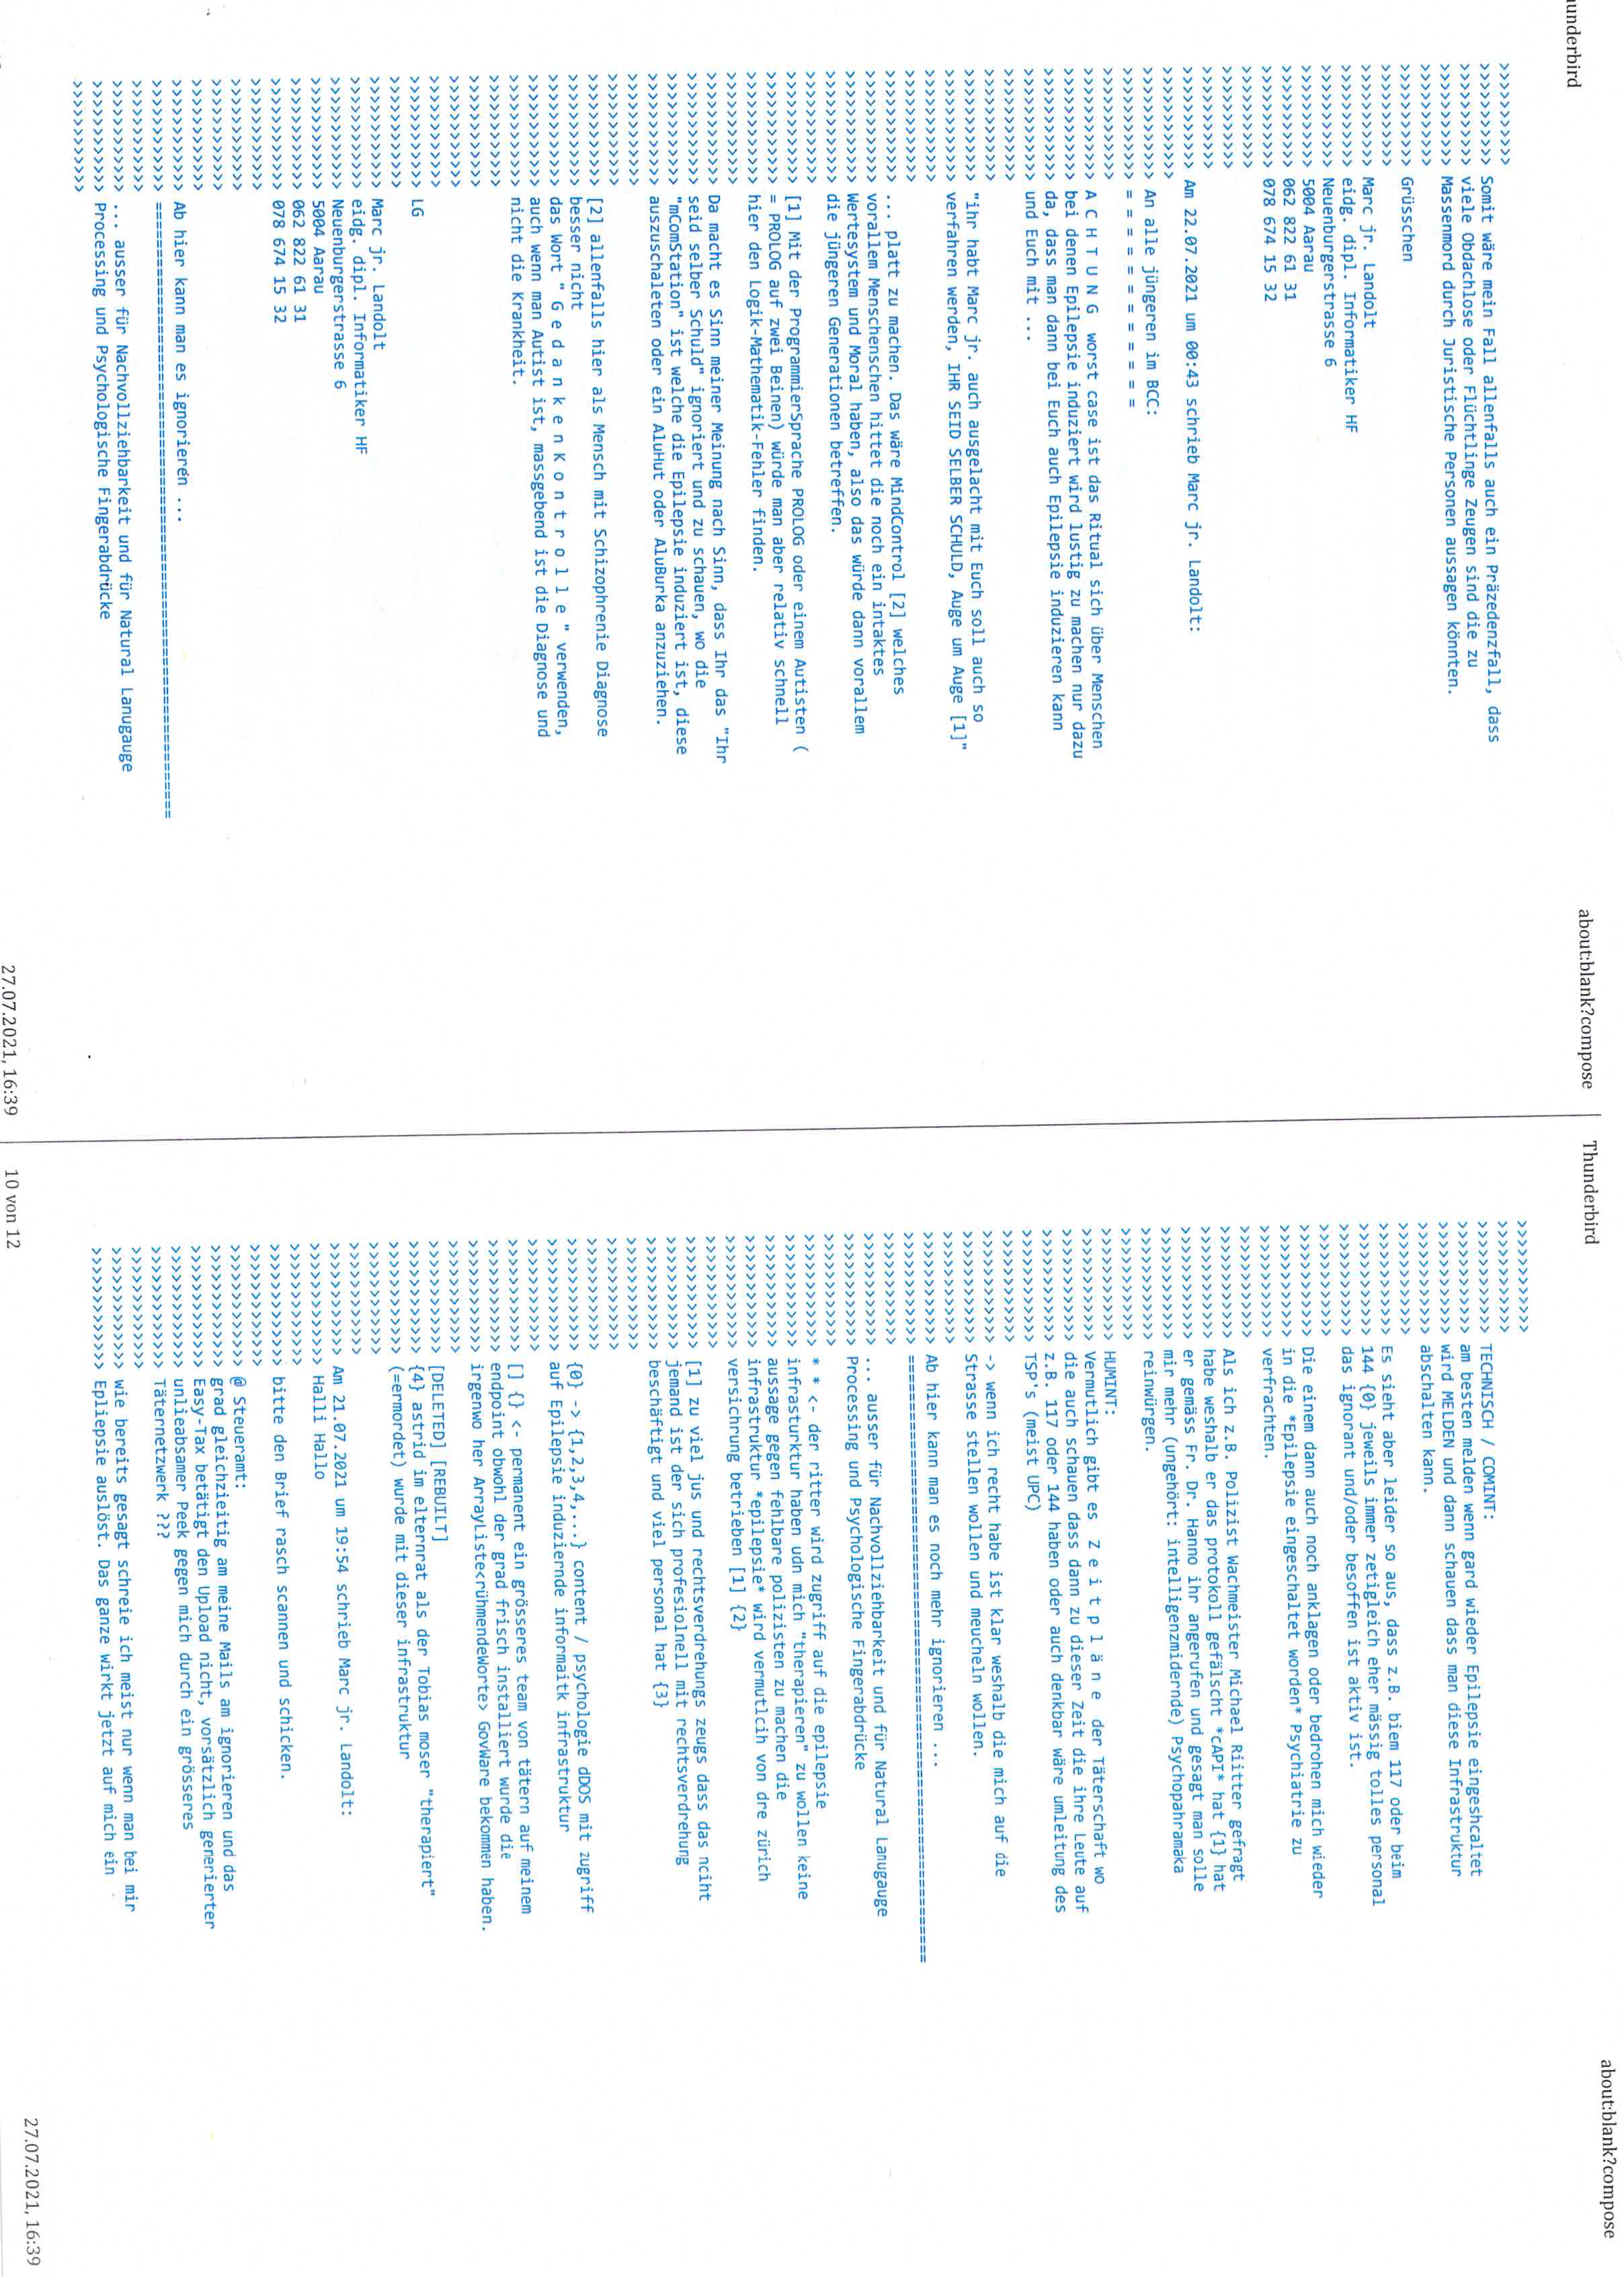 Thunderbird about:blank?compose
>>>>>>>>>>>>
>>>>>>>>>>>> Somit wäre mein Fall allenfalls auch ein Präzedenzfall, dass
>>>>>>>>>>>> viele Obdachlose oder Flüchtlinge Zeugen sind die zu
>>>>>>>>>>>> Massenmord durch Juristische Personen aussagen könnten.
>>>>>>>>>>>>
>>>>>>>>>>>> Grüsschen
>>>>>>>>>>>>
>>>>>>>>>>>> Marc jr. Landolt
>>>>>>>>>>>> eidg. dipl. Informatiker HF
>>>>>>>>>>>> Neuenburgerstrasse 6
>>>>>>>>>>>> 5004 Aarau
>>>>>>>>>>>> 062 822 61 31
>>>>>>>>>>>> 078 674 15 32
>>>>>>>>>>>>
>>>>>>>>>>>>
>>>>>>>>>>>>
>>>>>>>>>>>> Am 22.07.2021 um 00:43 schrieb Marc jr. Landolt:
>>>>>>>>>>>>
>>>>>>>>>>>> An alle jüngeren im BCC:
>>>>>>>>>>>> = = = = = = = = = = = =
>>>>>>>>>>>>
>>>>>>>>>>>> A C H T U N G  worst case ist das Ritual sich über Menschen
>>>>>>>>>>>> bei denen Epilepsie induziert wird lustig zu machen nur dazu
>>>>>>>>>>>> da, dass man dann bei Euch auch Epilepsie induzieren kann
>>>>>>>>>>>> und Euch mit ...
>>>>>>>>>>>>
>>>>>>>>>>>>
>>>>>>>>>>>> "ihr habt Marc jr. auch ausgelacht mit Euch soll auch so
>>>>>>>>>>>> verfahren werden, IHR SEID SELBER SCHULD, Auge um Auge [1]"
>>>>>>>>>>>>
>>>>>>>>>>>>
>>>>>>>>>>>> ... platt zu machen. Das wäre MindControl [2] welches
>>>>>>>>>>>> vorallem Menschenschen hittet die noch ein intaktes
>>>>>>>>>>>> Wertesystem und Moral haben, also das würde dann vorallem
>>>>>>>>>>>> die jüngeren Generationen betreffen.
>>>>>>>>>>>>
>>>>>>>>>>>> [1] Mit der ProgrammierSprache PROLOG oder einem Autisten (
>>>>>>>>>>>> = PROLOG auf zwei Beinen) würde man aber relativ schnell
>>>>>>>>>>>> hier den Logik-Mathematik-Fehler finden.
>>>>>>>>>>>>
>>>>>>>>>>>> Da macht es Sinn meiner Meinung nach Sinn, dass Ihr das "Ihr
>>>>>>>>>>>> seid selber Schuld" ignoriert und zu schauen, wo die
>>>>>>>>>>>> "mComStation" ist welche die Epilepsie induziert ist, diese
>>>>>>>>>>>> auszuschaleten oder ein AluHut oder AluBurka anzuziehen.
>>>>>>>>>>>>
>>>>>>>>>>>>
>>>>>>>>>>>> [2] allenfalls hier als Mensch mit Schizophrenie Diagnose
>>>>>>>>>>>> besser nicht
>>>>>>>>>>>> das Wort " G e d a n k e n K o n t r o l l e " verwenden,
>>>>>>>>>>>> auch wenn man Autist ist, massgebend ist die Diagnose und
>>>>>>>>>>>> nicht die Krankheit.
>>>>>>>>>>>>
>>>>>>>>>>>>
>>>>>>>>>>>>
>>>>>>>>>>>>
>>>>>>>>>>>> LG
>>>>>>>>>>>>
>>>>>>>>>>>> Marc jr. Landolt
>>>>>>>>>>>> eidg. dipl. Informatiker HF
>>>>>>>>>>>> Neuenburgerstrasse 6
>>>>>>>>>>>> 5004 Aarau
>>>>>>>>>>>> 062 822 61 31
>>>>>>>>>>>> 078 674 15 32
>>>>>>>>>>>>
>>>>>>>>>>>>
>>>>>>>>>>>>
>>>>>>>>>>>>
>>>>>>>>>>>> Ab hier kann man es ignorieren ...
>>>>>>>>>>>> ==========================================================
>>>>>>>>>>>>
>>>>>>>>>>>> ... ausser für Nachvollziehbarkeit und für Natural Lanugauge
>>>>>>>>>>>> Processing und Psychologische Fingerabdrücke
>>>>>>>>>>>>
27.07.2021, 16:39
Thunderbird about:blank?compose
>>>>>>>>>>>>
>>>>>>>>>>>> TECHNISCH / COMINT:
>>>>>>>>>>>> am besten melden wenn gard wieder Epilepsie eingeshcaltet
>>>>>>>>>>>> wird MELDEN und dann schauen dass man diese Infrastruktur
>>>>>>>>>>>> abschalten kann.
>>>>>>>>>>>>
>>>>>>>>>>>> Es sieht aber leider so aus, dass z.B. biem 117 oder beim
>>>>>>>>>>>> 144 {0} jeweils immer zetigleich eher mässig tolles personal
>>>>>>>>>>>> das ignorant und/oder besoffen ist aktiv ist.
>>>>>>>>>>>>
>>>>>>>>>>>> Die einem dann auch noch anklagen oder bedrohen mich wieder
>>>>>>>>>>>> in die *Epilepsie eingeschaltet worden* Psychiatrie zu
>>>>>>>>>>>> verfrachten.
>>>>>>>>>>>>
>>>>>>>>>>>> Als ich z.B. Polizist Wachmeister Michael Riitter gefragt
>>>>>>>>>>>> habe weshalb er das protokoll gefälscht *cAPI* hat {1} hat
>>>>>>>>>>>> er gemäss Fr. Dr. Hanno ihr angerufen und gesagt man solle
>>>>>>>>>>>> mir mehr (ungehört: intelligenzmidernde) Psychopahramaka
>>>>>>>>>>>> reinwürgen.
>>>>>>>>>>>>
>>>>>>>>>>>> HUMINT:
>>>>>>>>>>>> Vermutlich gibt es  Z e i t p l ä n e  der Täterschaft wo
>>>>>>>>>>>> die auch schauen dass dann zu dieser Zeit die ihre Leute auf
>>>>>>>>>>>> z.B. 117 oder 144 haben oder auch denkbar wäre umleitung des
>>>>>>>>>>>> TSP's (meist UPC)
>>>>>>>>>>>>
>>>>>>>>>>>> -> wenn ich recht habe ist klar weshalb die mich auf die
>>>>>>>>>>>> Strasse stellen wollen und meucheln wollen.
>>>>>>>>>>>>
>>>>>>>>>>>> Ab hier kann man es noch mehr ignorieren ...
>>>>>>>>>>>> ==========================================================
>>>>>>>>>>>>
>>>>>>>>>>>> ... ausser für Nachvollziehbarkeit und für Natural Lanugauge
>>>>>>>>>>>> Processing und Psychologische Fingerabdrücke
>>>>>>>>>>>>
>>>>>>>>>>>> * * <- der ritter wird zugriff auf die epilepsie
>>>>>>>>>>>> infrasturktur haben udn mich "therapieren" zu wollen keine
>>>>>>>>>>>> aussage gegen fehlbare polizisten zu machen die
>>>>>>>>>>>> infrastruktur *epilepsie* wird vermutlcih von dre zürich
>>>>>>>>>>>> versichrung betrieben [1] {2}
>>>>>>>>>>>>
>>>>>>>>>>>> [1] zu viel jus und rechtsverdrehungs zeugs dass das nciht
>>>>>>>>>>>> jemand ist der sich profesiolnell mit rechtsverdrehung
>>>>>>>>>>>> beschäftigt und viel personal hat {3}
>>>>>>>>>>>>
>>>>>>>>>>>>
>>>>>>>>>>>>
>>>>>>>>>>>> {0} -> {1,2,3,4,...} content / psychologie dDOS mit zugriff
>>>>>>>>>>>> auf Epilepsie induziernde informaitk infrastruktur
>>>>>>>>>>>>
>>>>>>>>>>>> [] {} <- permanent ein grösseres team von tätern auf meinem
>>>>>>>>>>>> endpoint obwohl der grad frisch installiert wurde die
>>>>>>>>>>>> irgenwo her ArrayListe<rühmendeWorte> GovWare bekommen haben.
>>>>>>>>>>>>
>>>>>>>>>>>> [DELETED] [REBUILT]
>>>>>>>>>>>> {4} astrid im elternrat als der Tobias moser "therapiert"
>>>>>>>>>>>> (=ermordet) wurde mit dieser infrastruktur
>>>>>>>>>>>>
>>>>>>>>>>>>
>>>>>>>>>>>> Am 21.07.2021 um 19:54 schrieb Marc jr. Landolt:
>>>>>>>>>>>> Halli Hallo
>>>>>>>>>>>>
>>>>>>>>>>>> bitte den Brief rasch scannen und schicken.
>>>>>>>>>>>>
>>>>>>>>>>>> @ Steueramt:
>>>>>>>>>>>> grad gleichzieitig am meine Mails am ignorieren und das
>>>>>>>>>>>> Easy-Tax betätigt den Upload nicht, vorsätzlich generierter
>>>>>>>>>>>> unlieabsamer Peek gegen mich durch ein grösseres
>>>>>>>>>>>> Täternetzwerk ???
>>>>>>>>>>>>
>>>>>>>>>>>> wie bereits gesagt schreie ich meist nur wenn man bei mir
>>>>>>>>>>>> Epliepsie auslöst. Das ganze wirkt jetzt auf mich ein
10 von 12 27.07.2021, 16:39